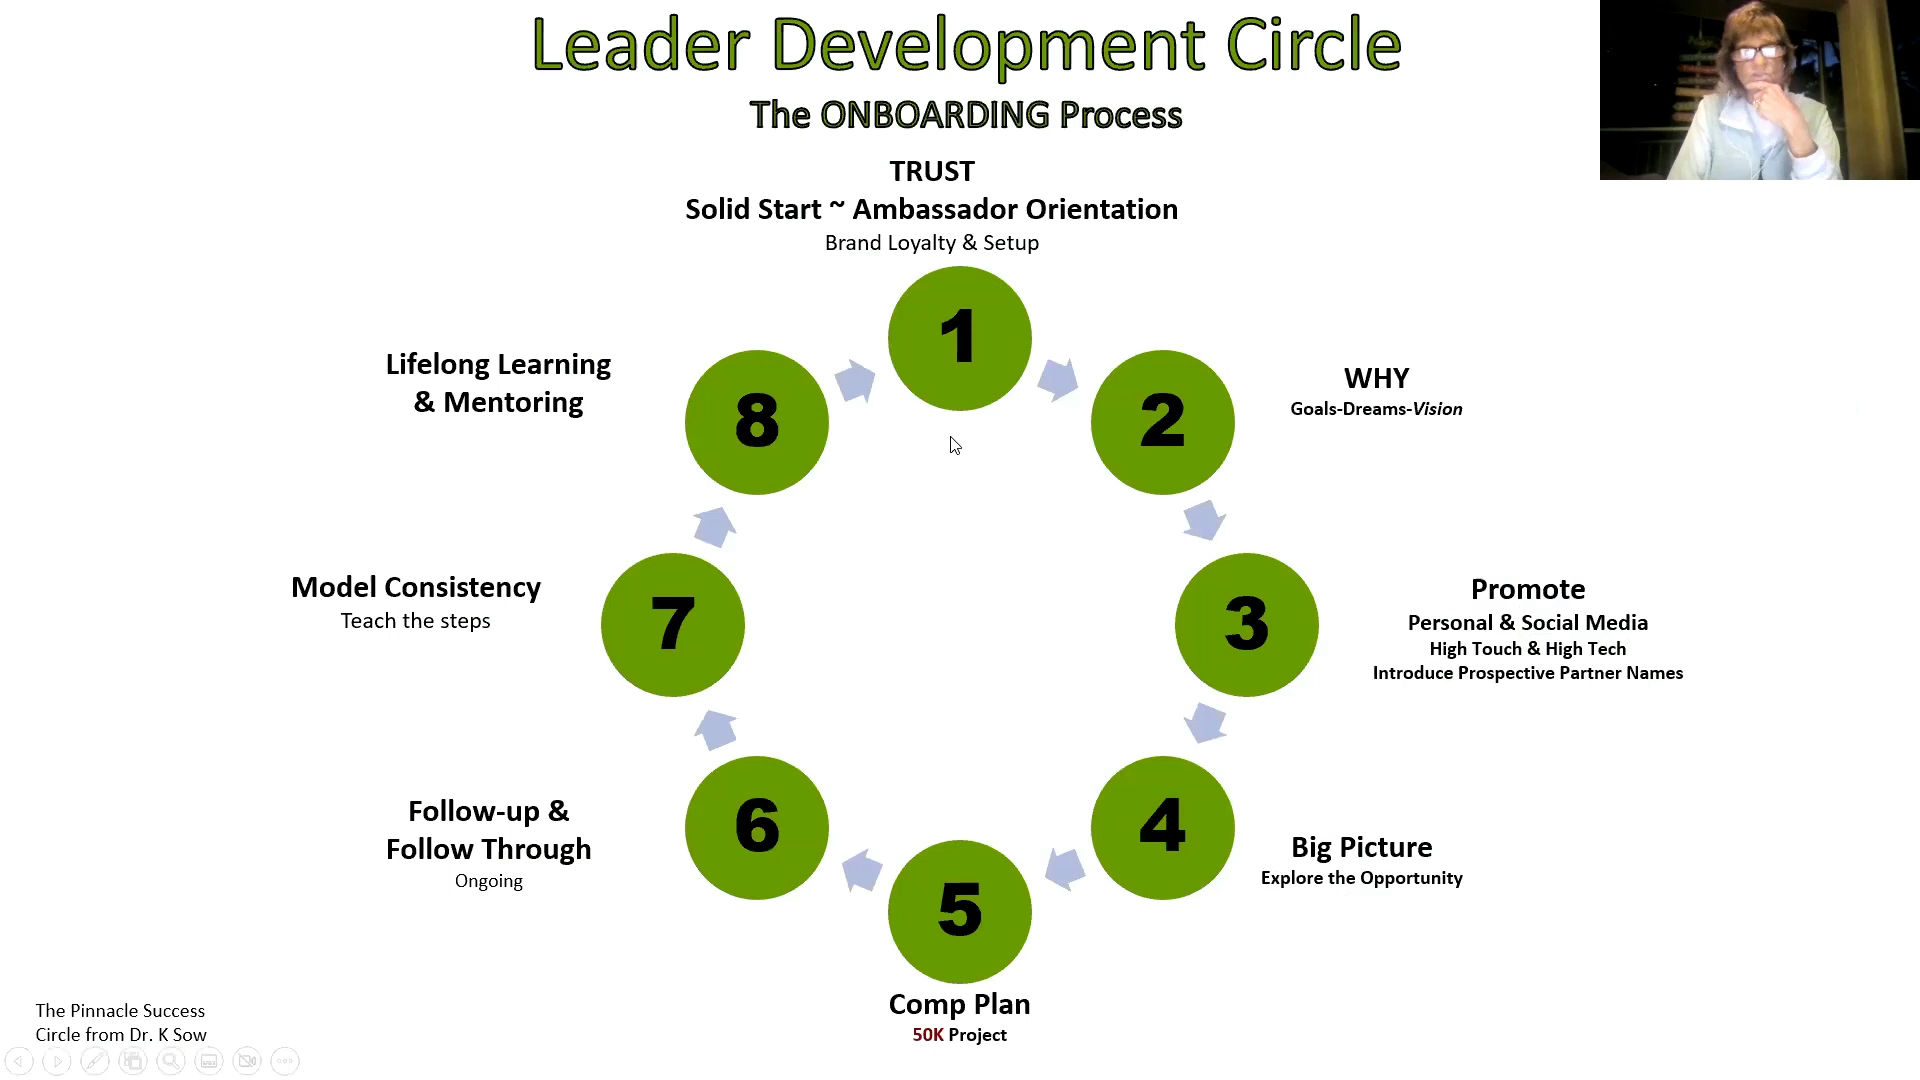 Leader Development Circle
The ONBOARDING Process
TRUST
Solid Start ~ Ambassador Orientation
Brand Loyalty & Setup
1
2
WHY
Goals-Dreams-Vision
3
Promote
Personal & Social Media
High Touch & High Tech
Introduce Prospective Partner Names
4
Big Picture
Explore the Opportunity
5
Comp Plan
50K Project
6
Follow-up &
Follow Through
Ongoing
7
Model Consistency
Teach the steps
8
Lifelong Learning
& Mentoring
The Pinnacle Success
Circle from Dr. K Sow